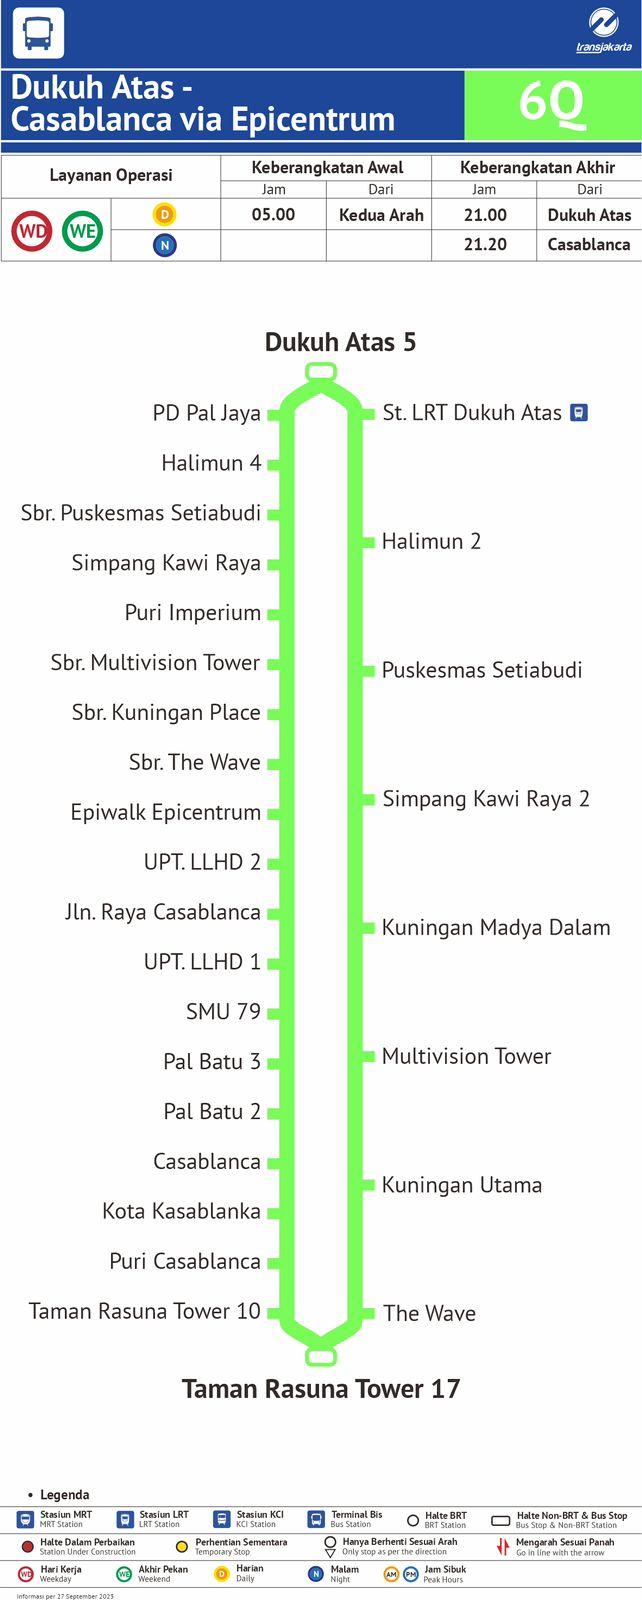 transjakarta
Dukuh Atas -
Casablanca via Epicentrum
6Q
Layanan Operasi
Keberangkatan Awal
Keberangkatan Akhir
Jam
Dari
Jam
Dari
WD
WE
D
05.00
Kedua Arah
21.00
Dukuh Atas
N
21.20
Casablanca
Dukuh Atas 5
PD Pal Jaya
Halimun 4
Sbr. Puskesmas Setiabudi
Simpang Kawi Raya
Puri Imperium
Sbr. Multivision Tower
Sbr. Kuningan Place
Sbr. The Wave
Epiwalk Epicentrum
UPT. LLHD 2
Jln. Raya Casablanca
UPT. LLHD 1
SMU 79
Pal Batu 3
Pal Batu 2
Casablanca
Kota Kasablanka
Puri Casablanca
Taman Rasuna Tower 10
St. LRT Dukuh Atas
Halimun 2
Puskesmas Setiabudi
Simpang Kawi Raya 2
Kuningan Madya Dalam
Multivision Tower
Kuningan Utama
The Wave
Taman Rasuna Tower 17
• Legenda
Stasiun MRT
MRT Station
Stasiun LRT
LRT Station
Stasiun KCI
KCI Station
Terminal Bis
Bus Station
Halte BRT
BRT Station
Halte Non-BRT & Bus Stop
Bus Stop & Non-BRT Station
Halte Dalam Perbaikan
Station Under Construction
Perhentian Sementara
Temporary Stop
Hanya Berhenti Sesuai Arah
Only stop as per the direction
Mengarah Sesuai Panah
Go in line with the arrow
WD
Hari Kerja
Weekday
WE
Akhir Pekan
Weekend
D
Harian
Daily
N
Malam
Night
AM
PM
Jam Sibuk
Peak Hours
informasi per 27 September 2023